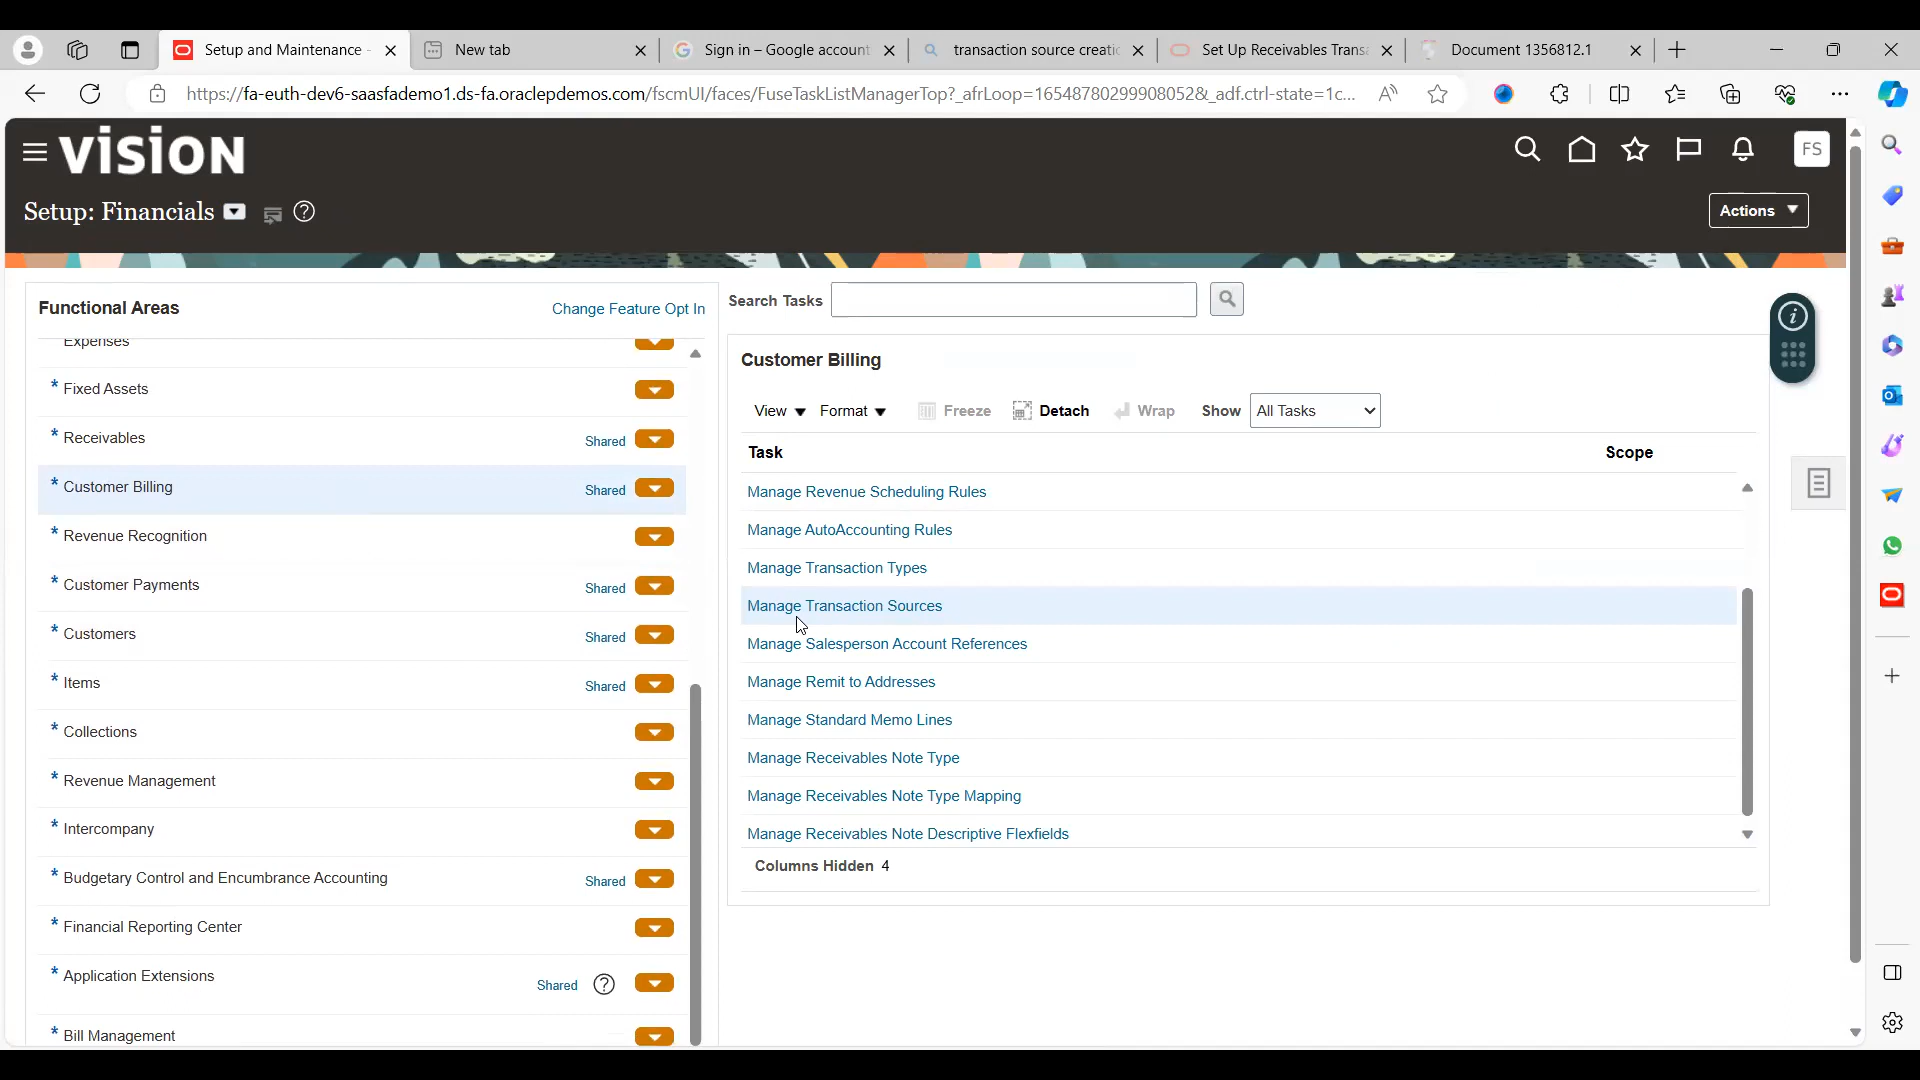 Setup and Maintenance -
New tab
Sign in – Google account
transaction source creatic
Set Up Receivables Transa
Document 1356812.1
https://fa-euth-dev6-saasfademo1.ds-fa.oraclepdemos.com/fscmUI/faces/FuseTaskListManagerTop?_afrLoop=16548780299908052&_adf.ctrl-state=1c...
VISION
FS
Setup: Financials
Actions
Functional Areas
Change Feature Opt In
Search Tasks
Expenses
* Fixed Assets
* Receivables Shared
* Customer Billing Shared
* Revenue Recognition
* Customer Payments Shared
* Customers Shared
* Items Shared
* Collections
* Revenue Management
* Intercompany
* Budgetary Control and Encumbrance Accounting Shared
* Financial Reporting Center
* Application Extensions Shared
* Bill Management
Customer Billing
View Format Freeze Detach Wrap Show All Tasks
Task Scope
Manage Revenue Scheduling Rules
Manage AutoAccounting Rules
Manage Transaction Types
Manage Transaction Sources
Manage Salesperson Account References
Manage Remit to Addresses
Manage Standard Memo Lines
Manage Receivables Note Type
Manage Receivables Note Type Mapping
Manage Receivables Note Descriptive Flexfields
Columns Hidden 4